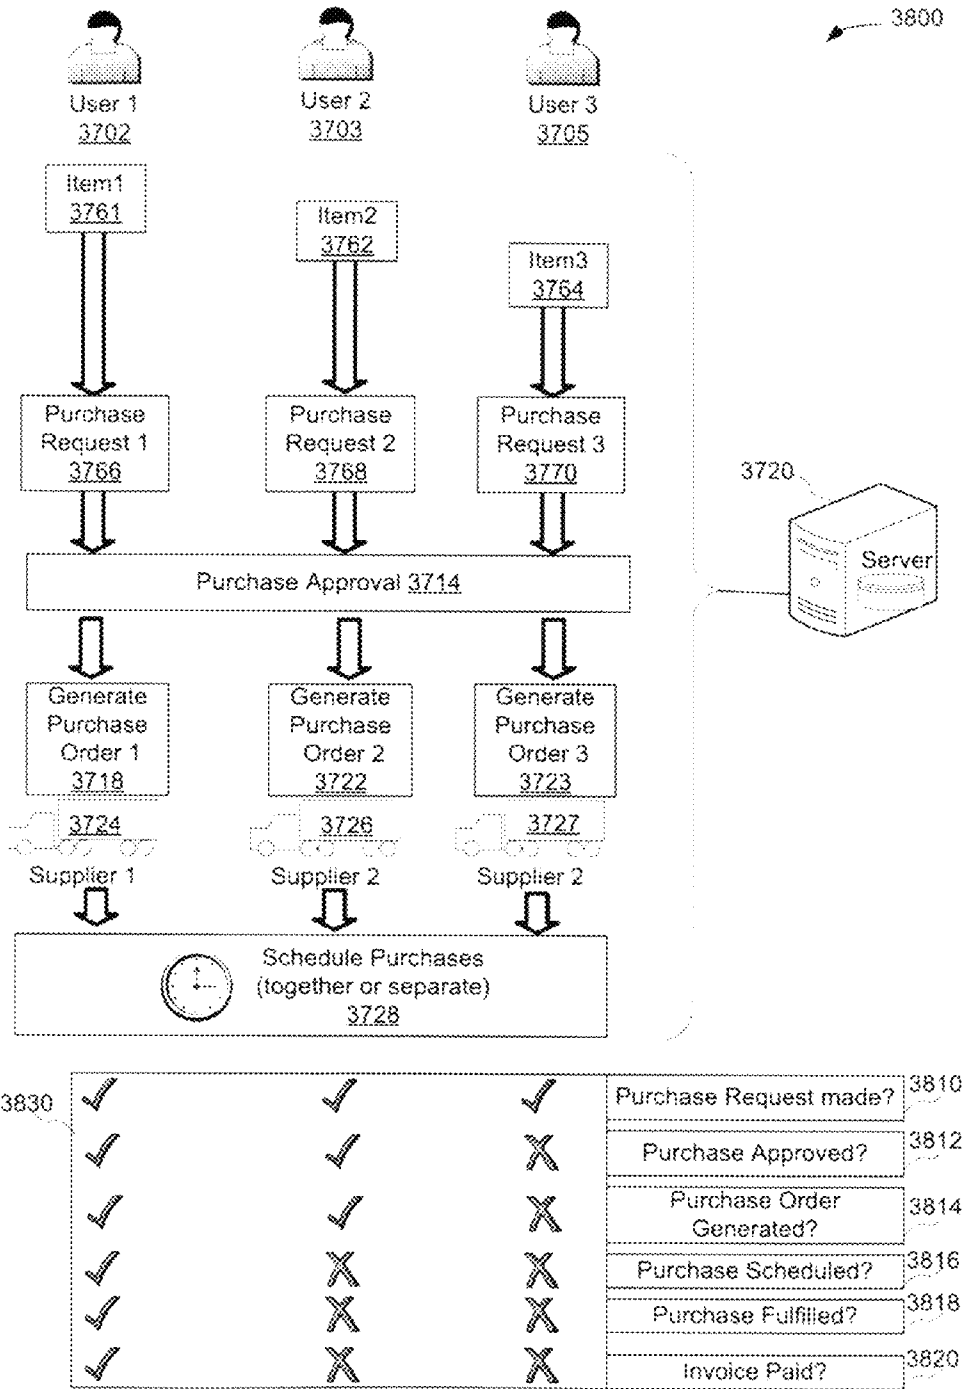 3800
User 1
3702
User 2
3703
User 3
3705
Item1
3761
Item2
3762
Item3
3764
Purchase
Request 1
3766
Purchase
Request 2
3768
Purchase
Request 3
3770
3720
Server
Purchase Approval 3714
Generate
Purchase
Order 1
3718
Generate
Purchase
Order 2
3722
Generate
Purchase
Order 3
3723
3724
Supplier 1
3726
Supplier 2
3727
Supplier 2
Schedule Purchases
(together or separate)
3728
3830
Purchase Request made?
3810
Purchase Approved?
3812
Purchase Order
Generated?
3814
Purchase Scheduled?
3816
Purchase Fulfilled?
3818
Invoice Paid?
3820